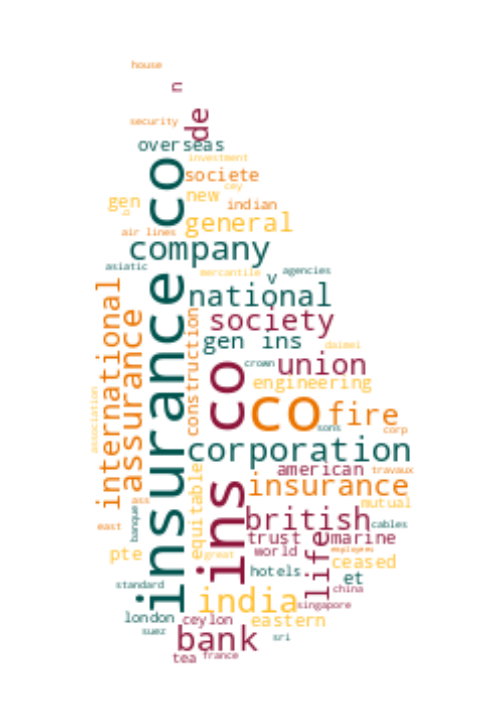 house
n
security
de
overseas
investment
societe
cey
new
gen
indian
general
air lines
company
asiatic
mercantile
agencies
v
national
international
insurance co
society
assurance
construction
gen ins
daimei
crown
union
engineering
association
ins co
co
fire
sons
corp
corporation
american
travaux
insurance
equitable
ass
mutual
banque
east
british
cables
trust
marine
life
pte
great
world
employees
ceased
hotels
et
standard
china
india
singapore
london
ceylon
eastern
suez
bank
sri
tea
france